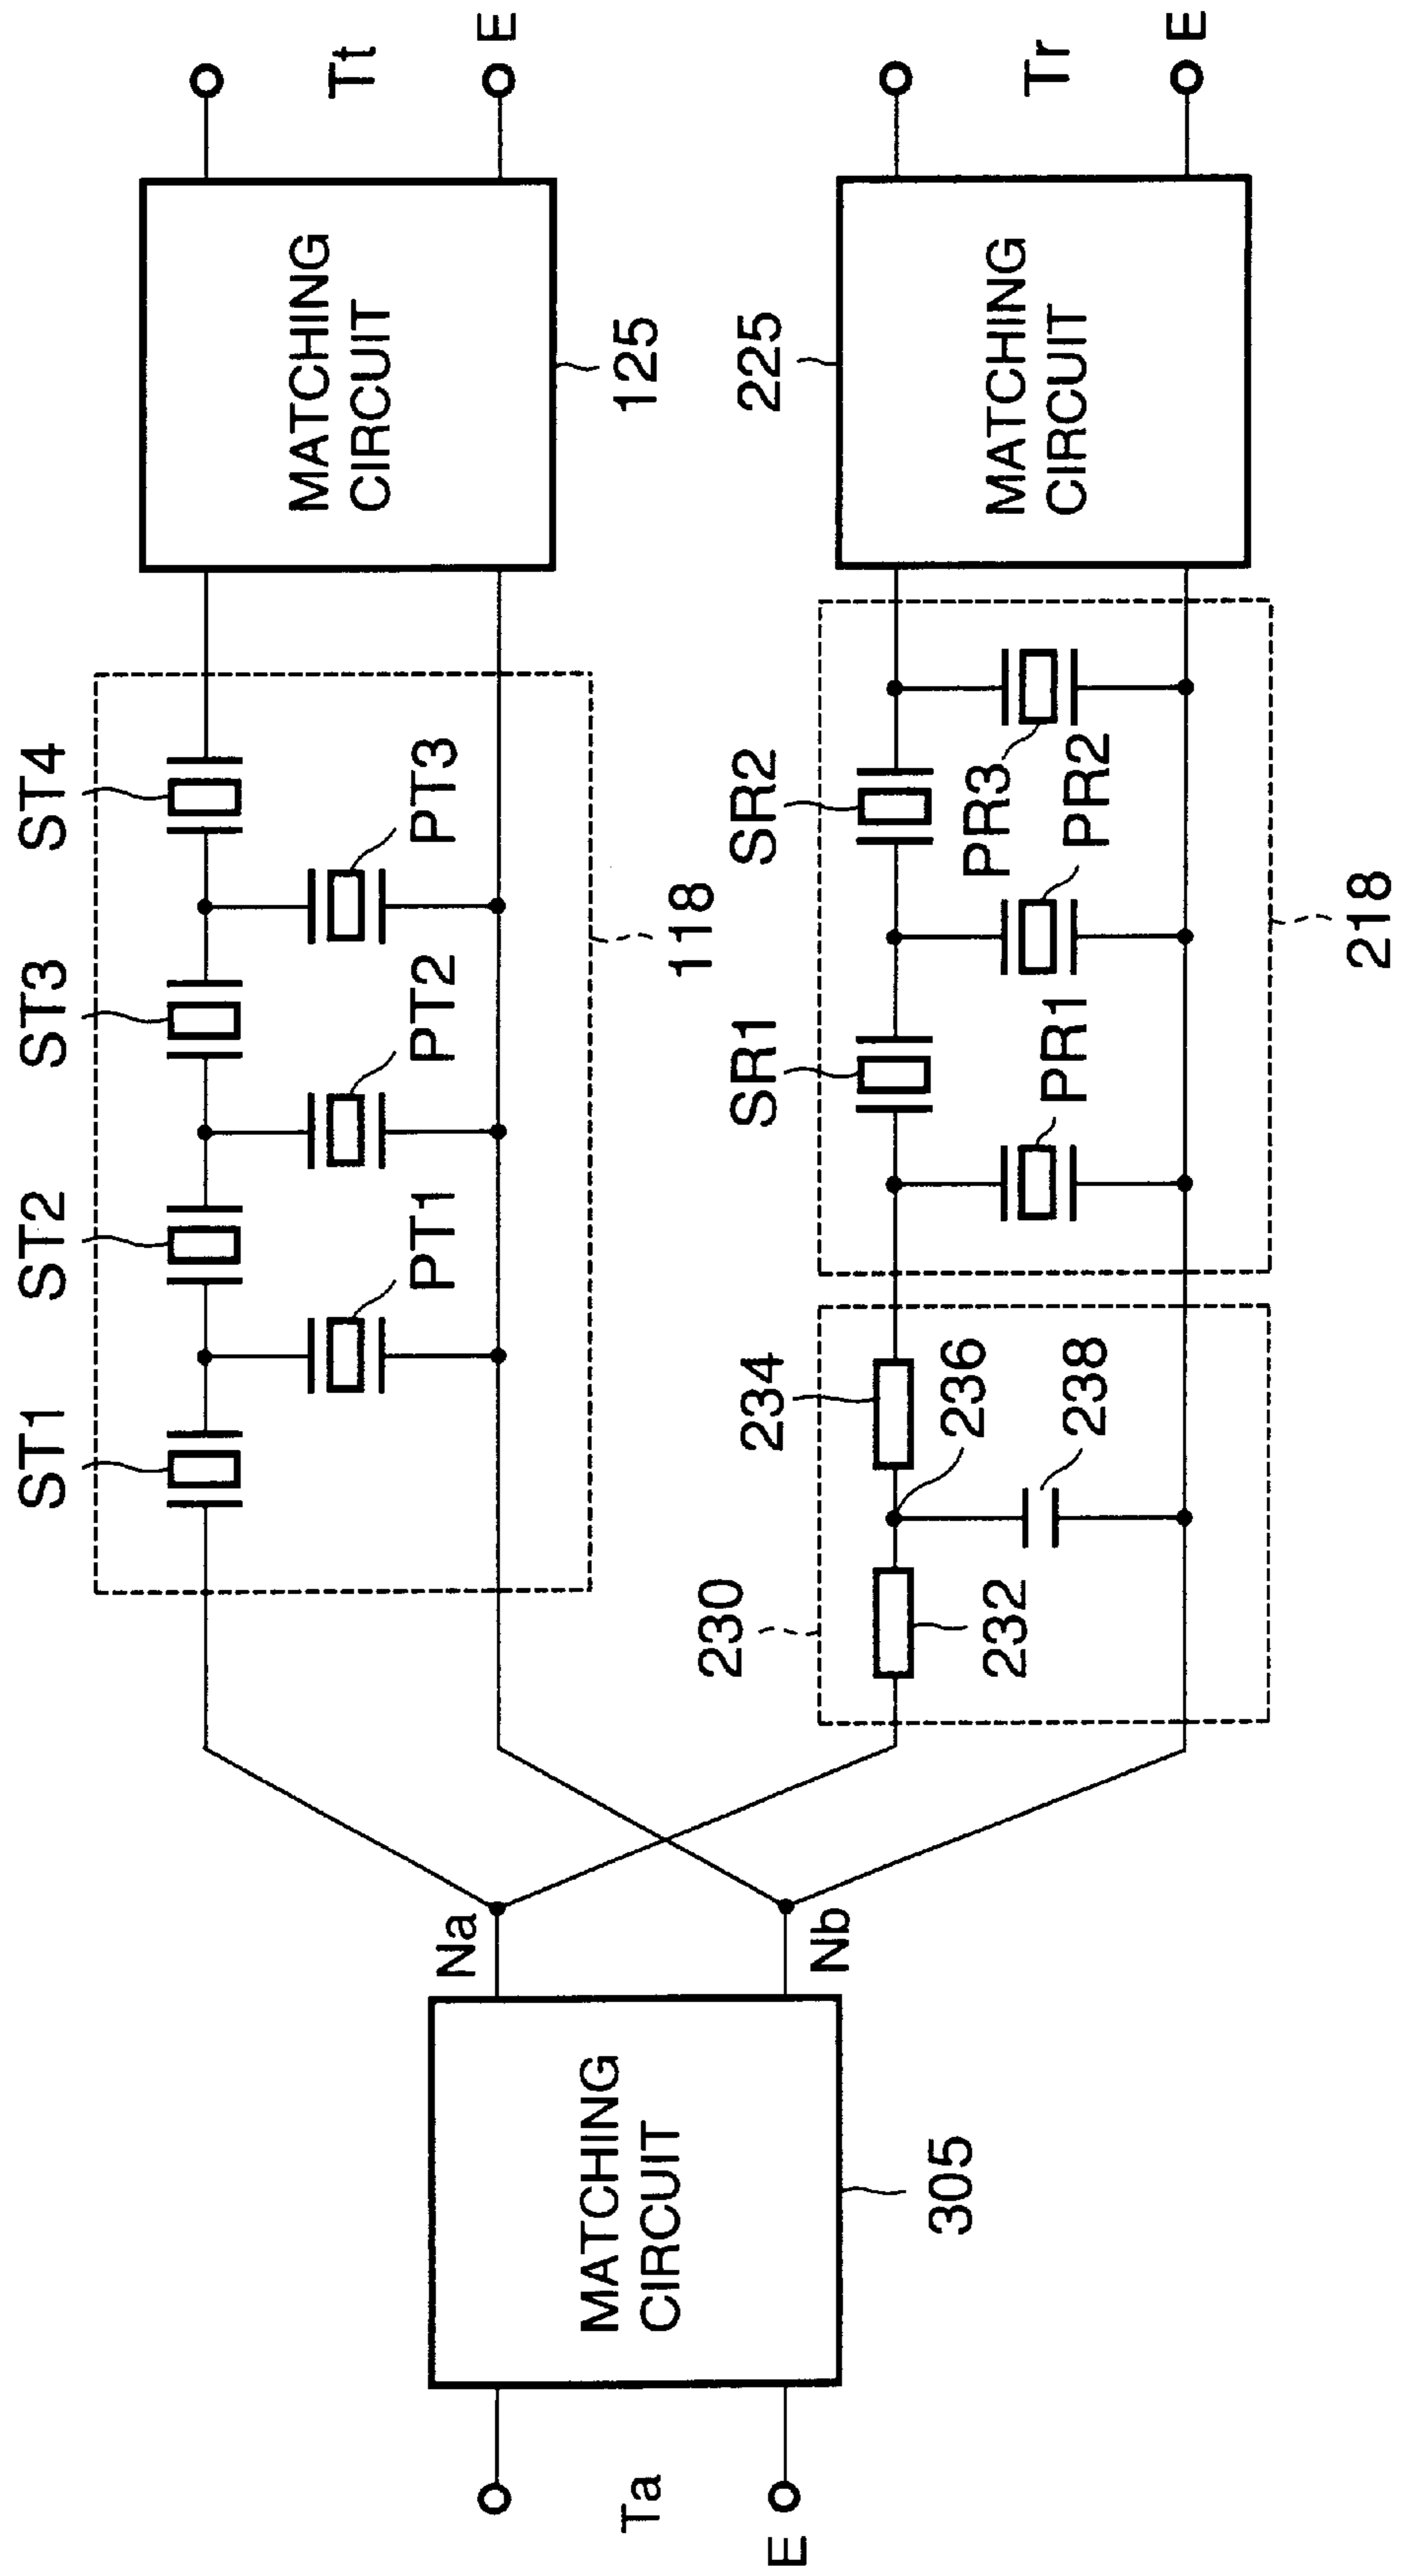 ST1
ST2
ST3
ST4
PT1
PT2
PT3
118
MATCHING
CIRCUIT
125
Tt
E
Na
Nb
MATCHING
CIRCUIT
305
Ta
E
230
232
234
236
238
SR1
SR2
PR1
PR2
PR3
218
MATCHING
CIRCUIT
225
Tr
E